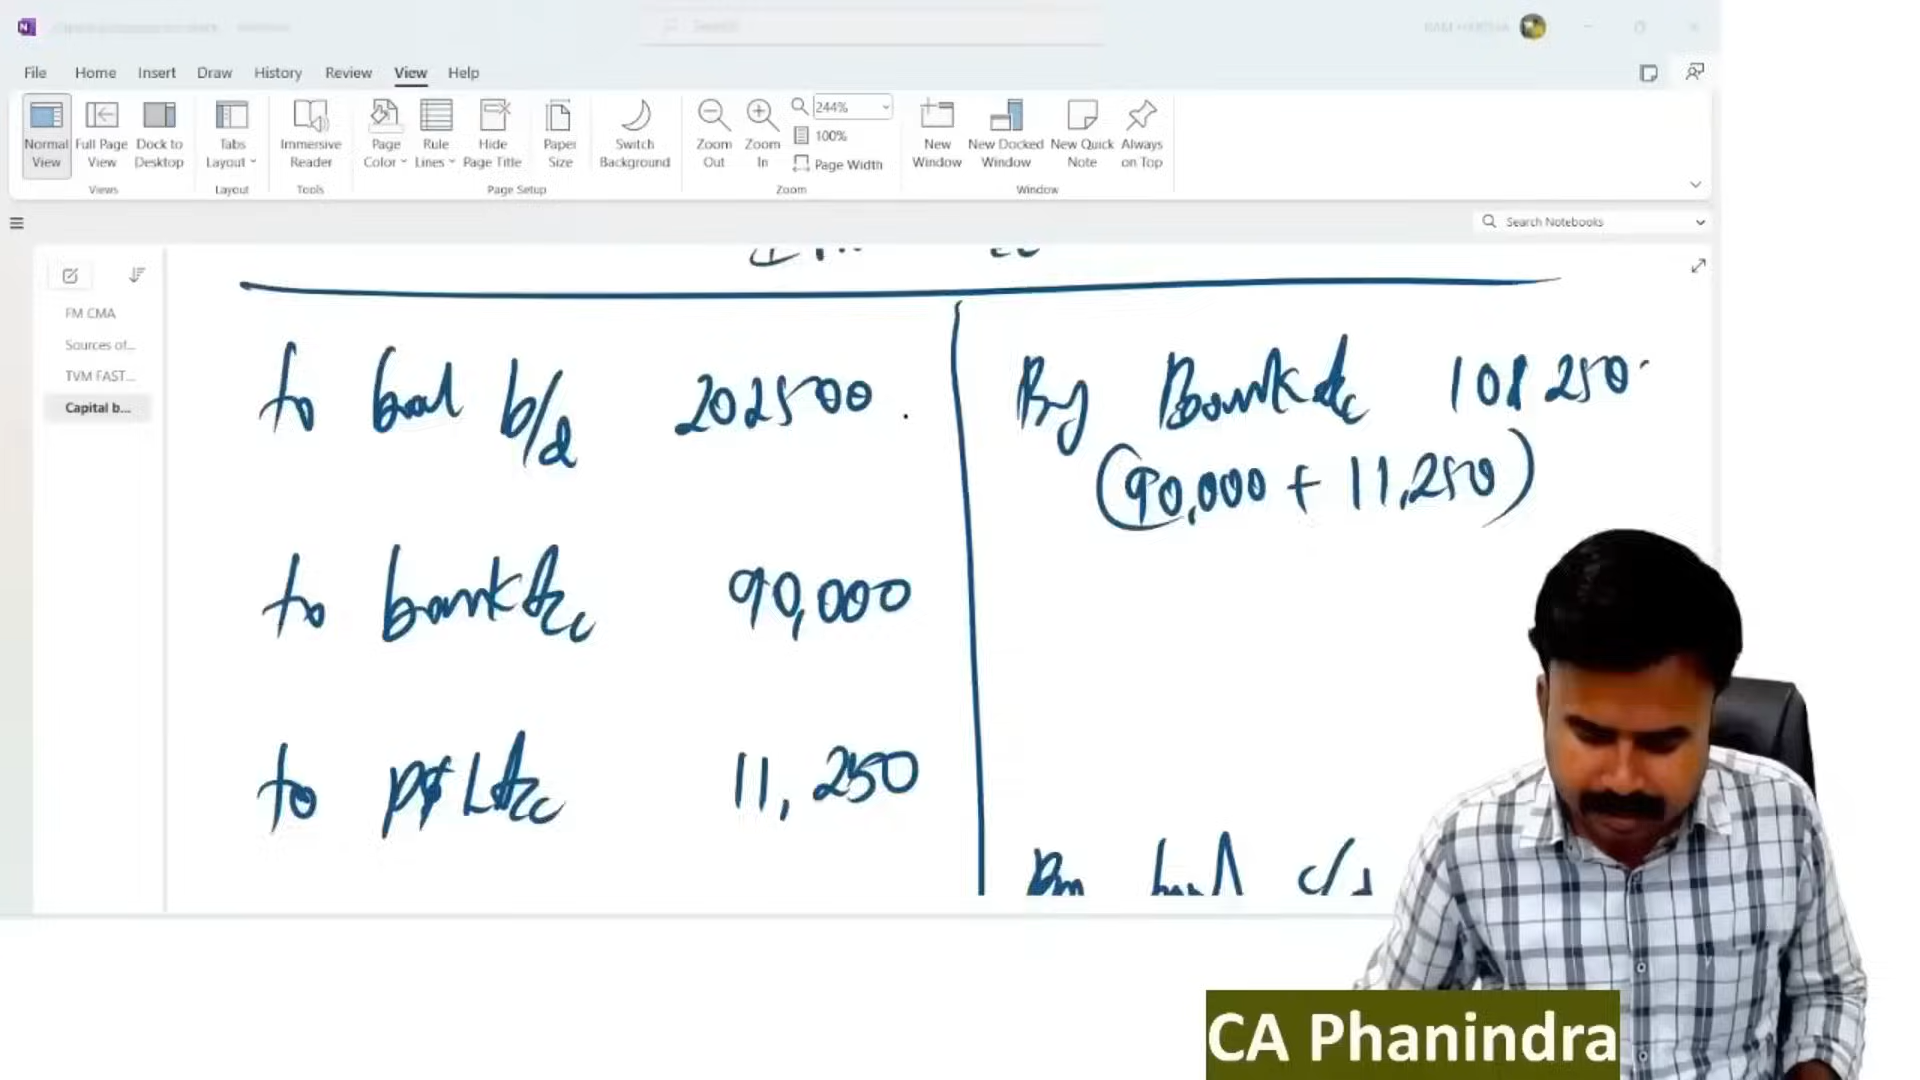 Search
File Home Insert Draw History Review View Help
Normal View
Full Page View
Dock to Desktop
Tabs Layout
Immersive Reader
Page Color
Rule Lines
Hide Page Title
Paper Size
Switch Background
Zoom Out
Zoom In
244%
100%
Page Width
New Window
New Docked Window
New Quick Note
Always on Top
Views Layout Tools Page Setup Zoom Window
Search Notebooks
FM CMA
Sources of...
TVM FAST...
Capital b...
To bal b/d 202500.
By Bank A/c 101250.
(90,000 + 11,250)
To bank A/c 90,000
To P&L A/c 11,250
By bal c/d
CA Phanindra